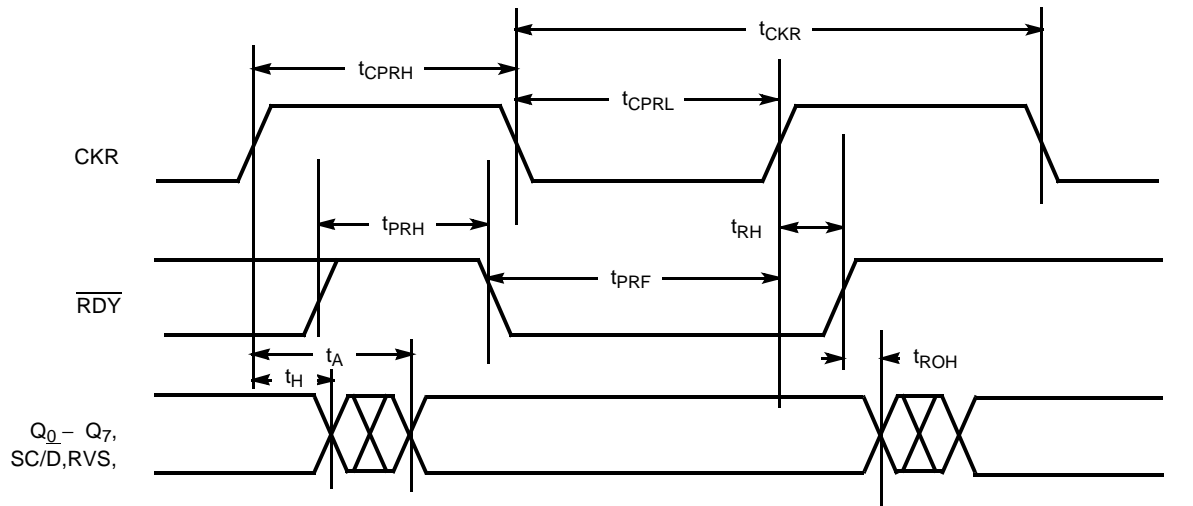 tCKR
tCPRH
tCPRL
CKR
tPRH
tRH
tPRF
RDY
tA
tROH
tH
Q0 – Q7,
SC/D,RVS,